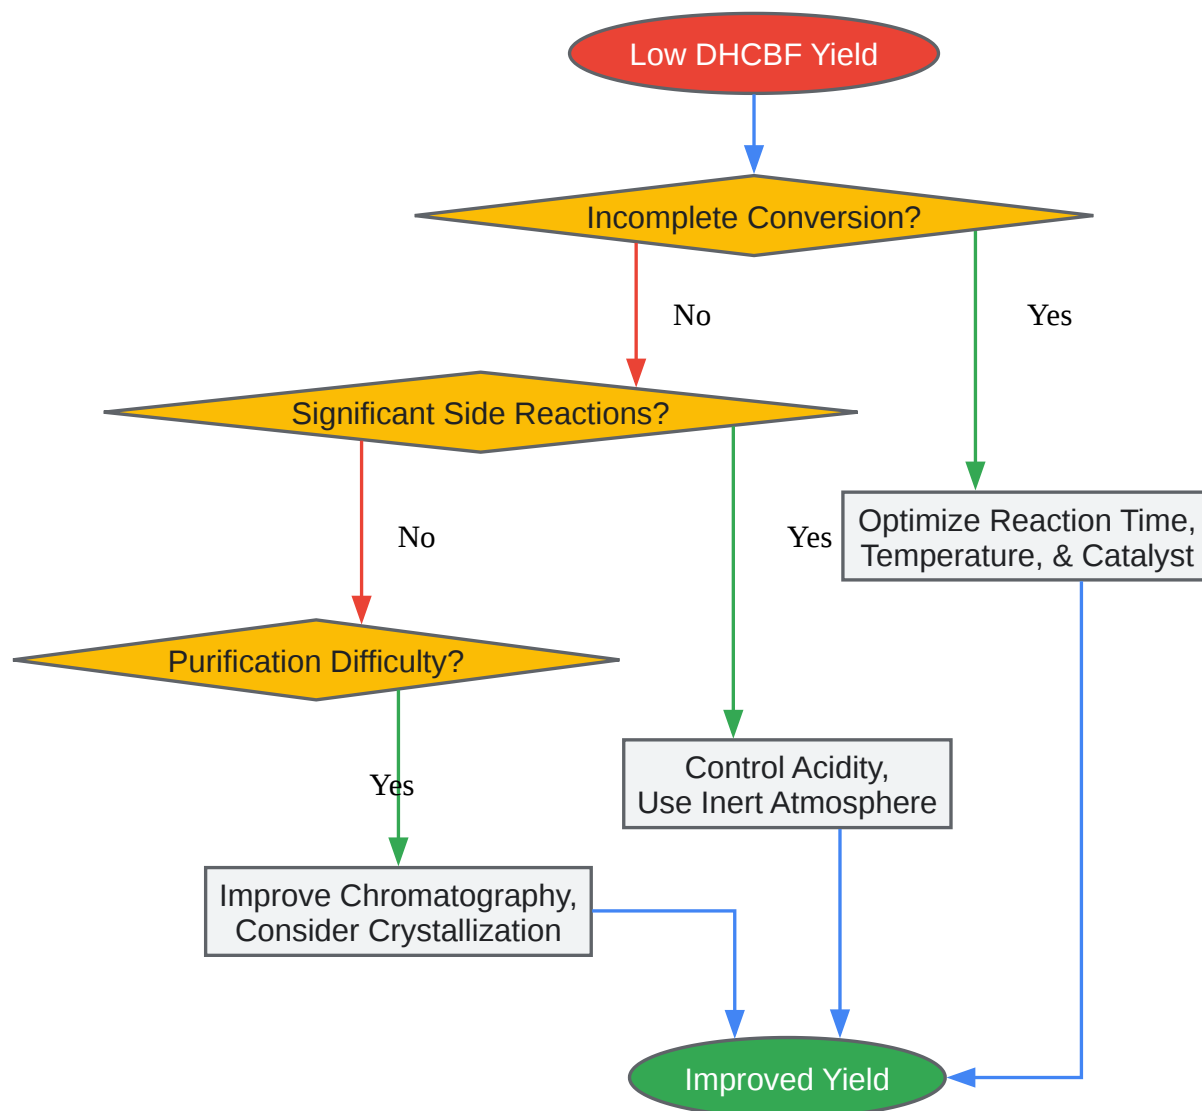 Low DHCBF Yield
Incomplete Conversion?
No
Yes
Significant Side Reactions?
No
Yes
Optimize Reaction Time,
Temperature, & Catalyst
Purification Difficulty?
Yes
Control Acidity,
Use Inert Atmosphere
Improve Chromatography,
Consider Crystallization
Improved Yield